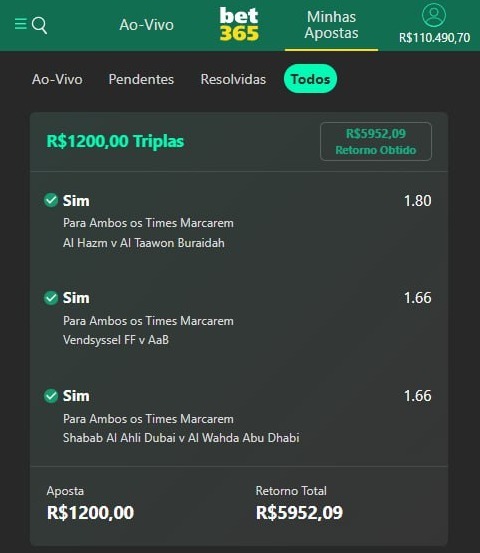 Ao-Vivo
bet
365
Minhas
Apostas
R$110.490,70
Ao-Vivo
Pendentes
Resolvidas
Todos
R$1200,00 Triplas
R$5952,09
Retorno Obtido
Sim
1.80
Para Ambos os Times Marcarem
Al Hazm v Al Taawon Buraidah
Sim
1.66
Para Ambos os Times Marcarem
Vendsyssel FF v AaB
Sim
1.66
Para Ambos os Times Marcarem
Shabab Al Ahli Dubai v Al Wahda Abu Dhabi
Aposta
Retorno Total
R$1200,00
R$5952,09